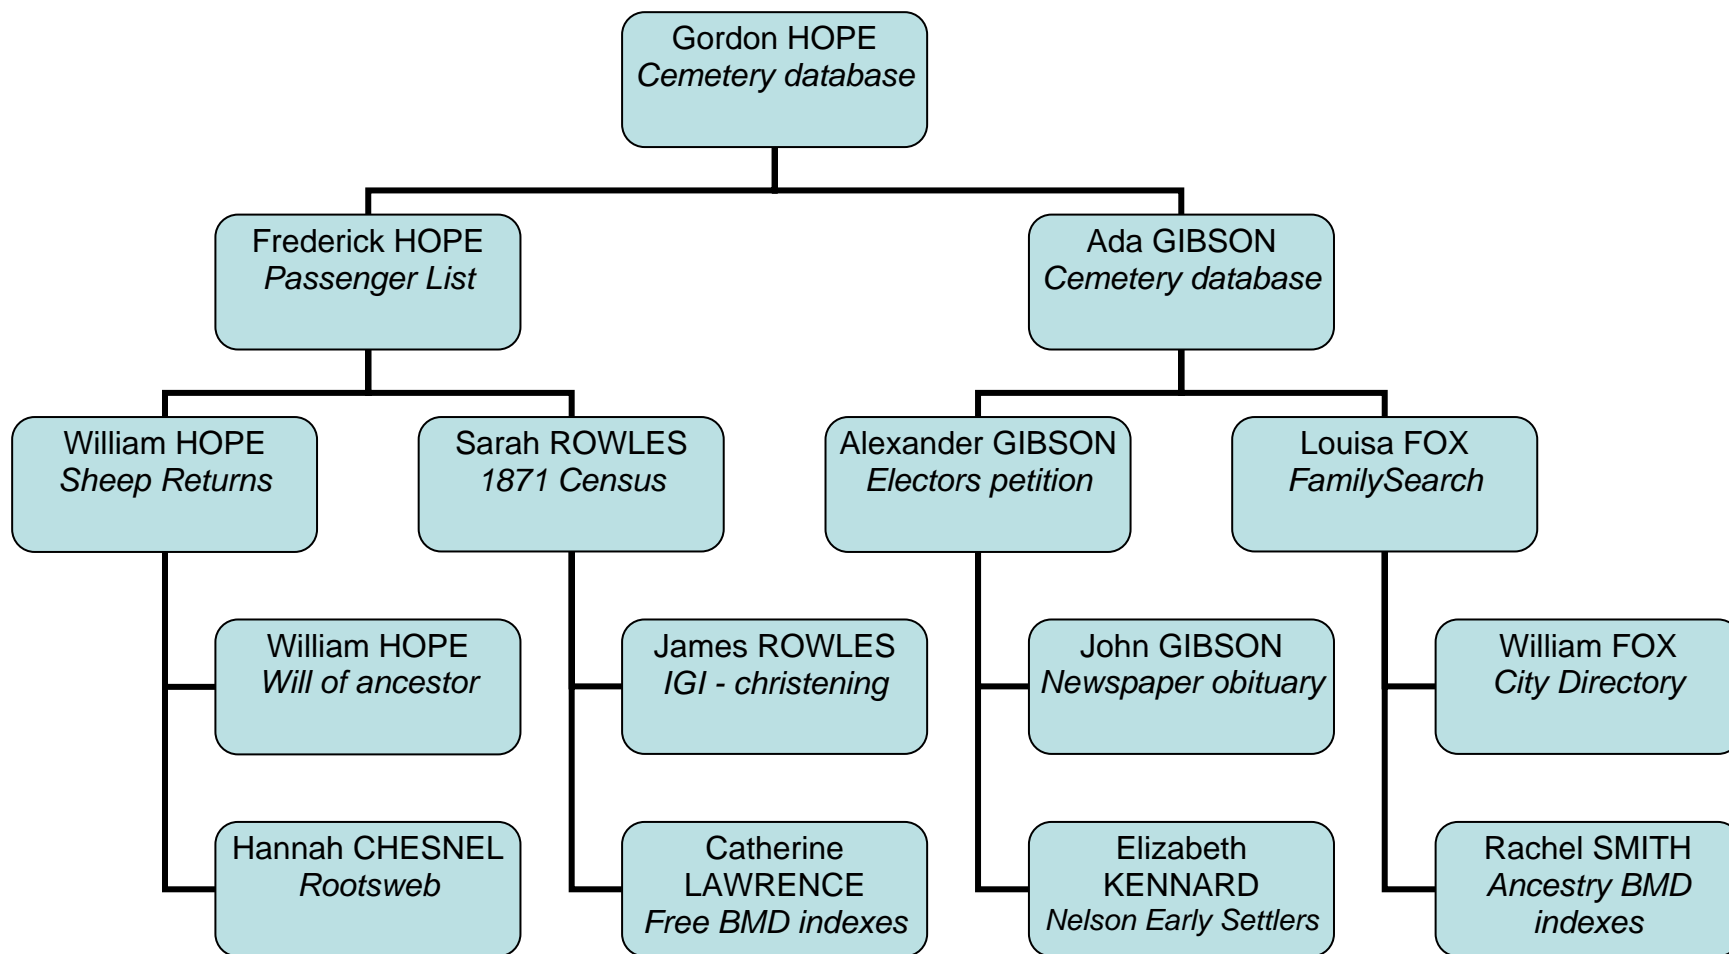 Gordon HOPE
Cemetery database
Frederick HOPE
Passenger List
Ada GIBSON
Cemetery database
William HOPE
Sheep Returns
Sarah ROWLES
1871 Census
Alexander GIBSON
Electors petition
Louisa FOX
FamilySearch
William HOPE
Will of ancestor
James ROWLES
IGI - christening
John GIBSON
Newspaper obituary
William FOX
City Directory
Hannah CHESNEL
Rootsweb
Catherine
LAWRENCE
Free BMD indexes
Elizabeth
KENNARD
Nelson Early Settlers
Rachel SMITH
Ancestry BMD
indexes